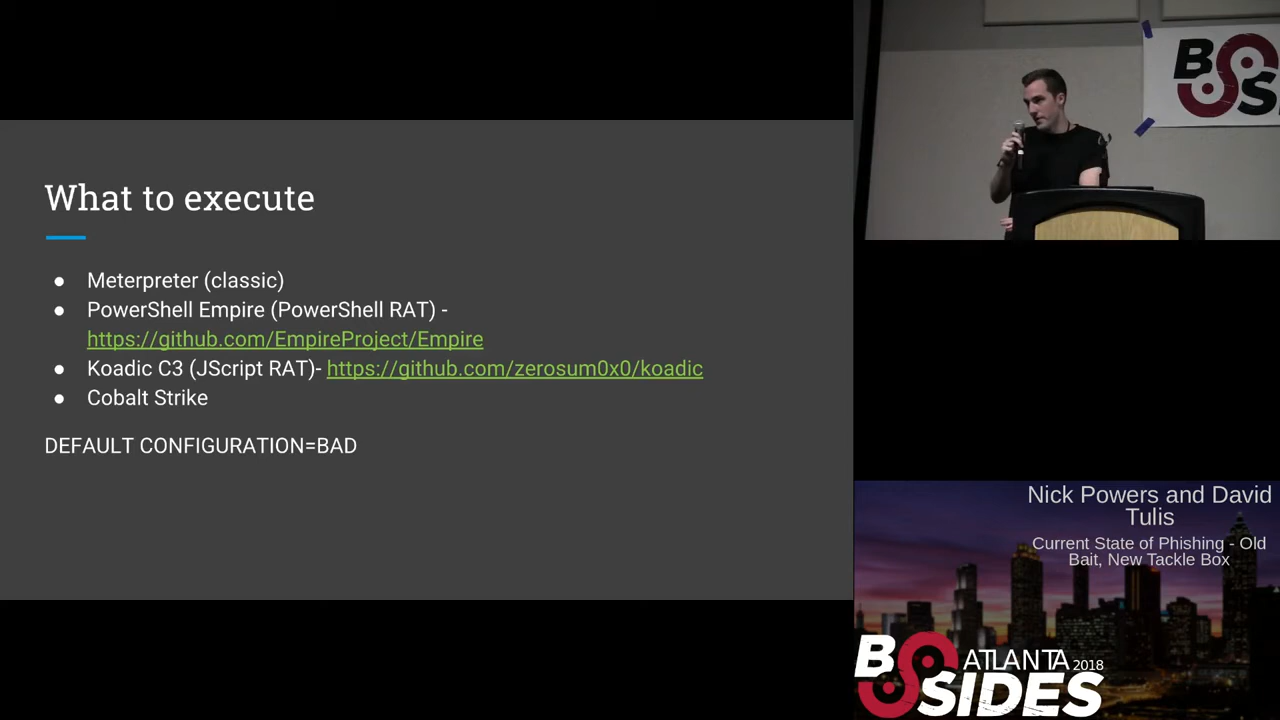 What to execute
● Meterpreter (classic)
● PowerShell Empire (PowerShell RAT) -
https://github.com/EmpireProject/Empire
● Koadic C3 (JScript RAT)- https://github.com/zerosum0x0/koadic
● Cobalt Strike
DEFAULT CONFIGURATION=BAD
BS
S
Nick Powers and David
Tulis
Current State of Phishing - Old
Bait, New Tackle Box
BSIDES
ATLANTA 2018